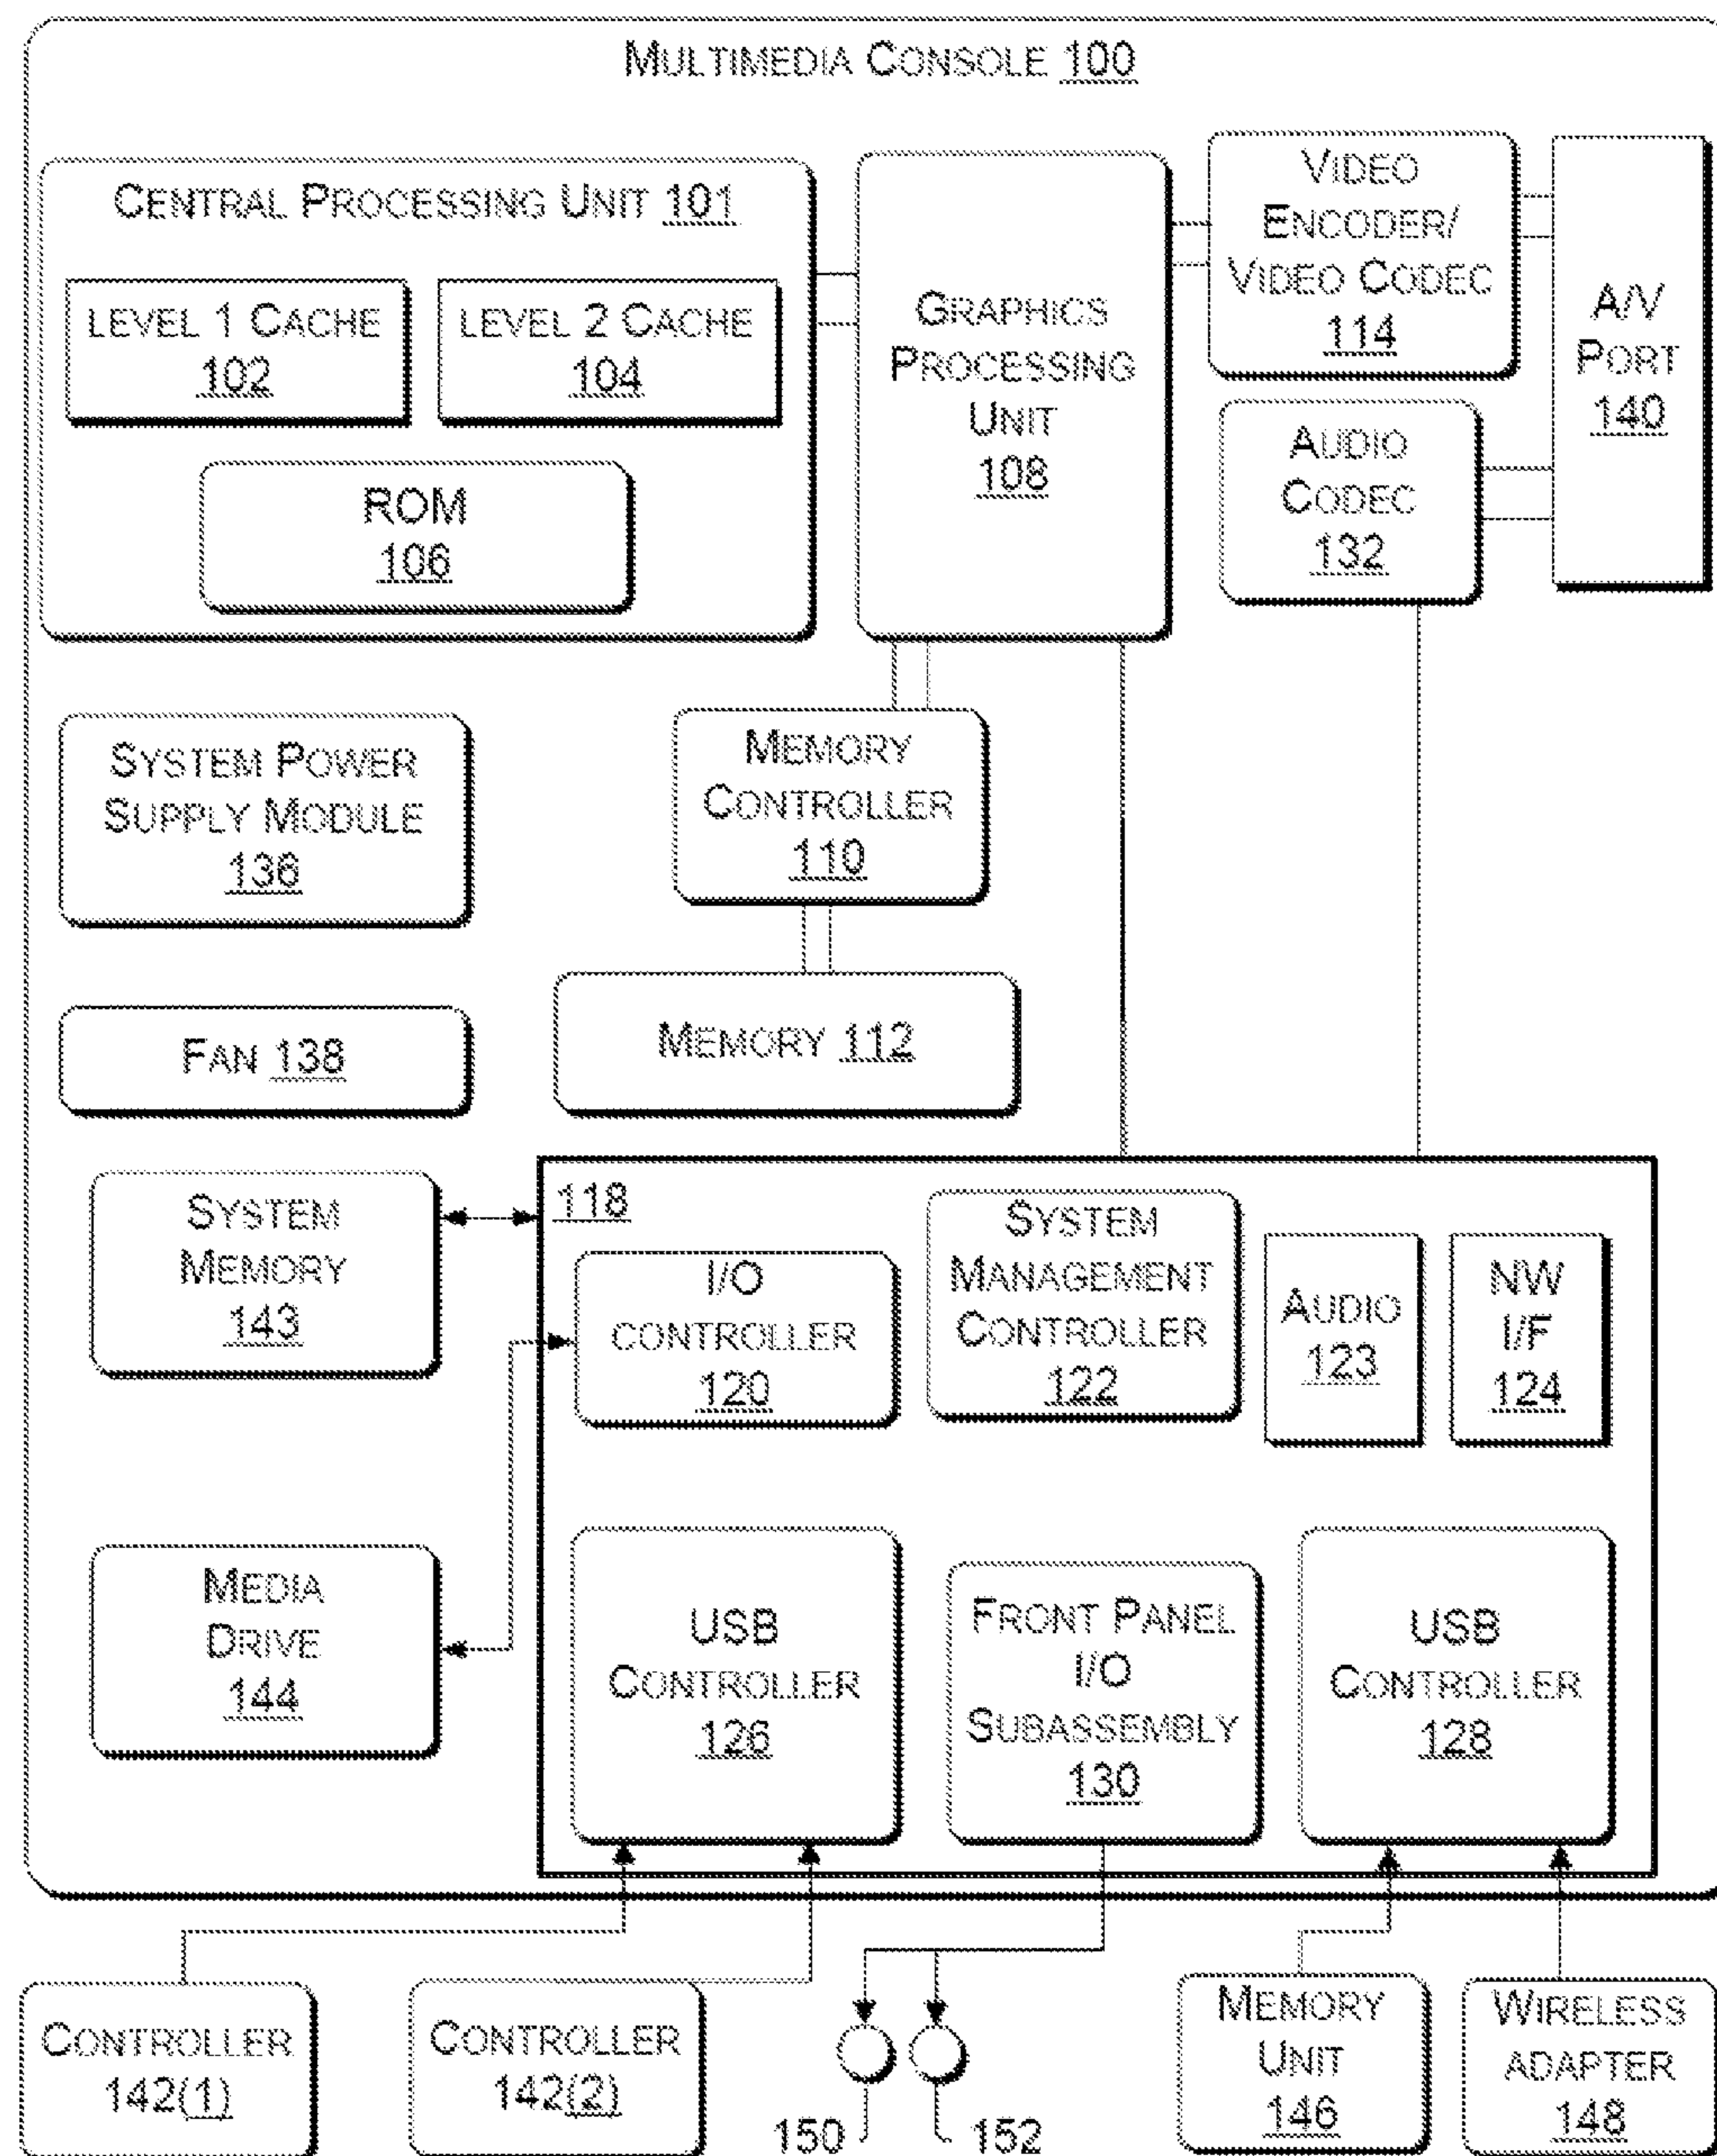 MULTIMEDIA CONSOLE 100
CENTRAL PROCESSING UNIT 101
LEVEL 1 CACHE
102
LEVEL 2 CACHE
104
ROM
106
GRAPHICS
PROCESSING
UNIT
108
VIDEO
ENCODER/
VIDEO CODEC
114
AUDIO
CODEC
132
A/V
PORT
140
SYSTEM POWER
SUPPLY MODULE
136
MEMORY
CONTROLLER
110
FAN 138
MEMORY 112
SYSTEM
MEMORY
143
118
I/O
CONTROLLER
120
SYSTEM
MANAGEMENT
CONTROLLER
122
AUDIO
123
NW
I/F
124
MEDIA
DRIVE
144
USB
CONTROLLER
126
FRONT PANEL
I/O
SUBASSEMBLY
130
USB
CONTROLLER
128
CONTROLLER
142(1)
CONTROLLER
142(2)
150
152
MEMORY
UNIT
146
WIRELESS
ADAPTER
148